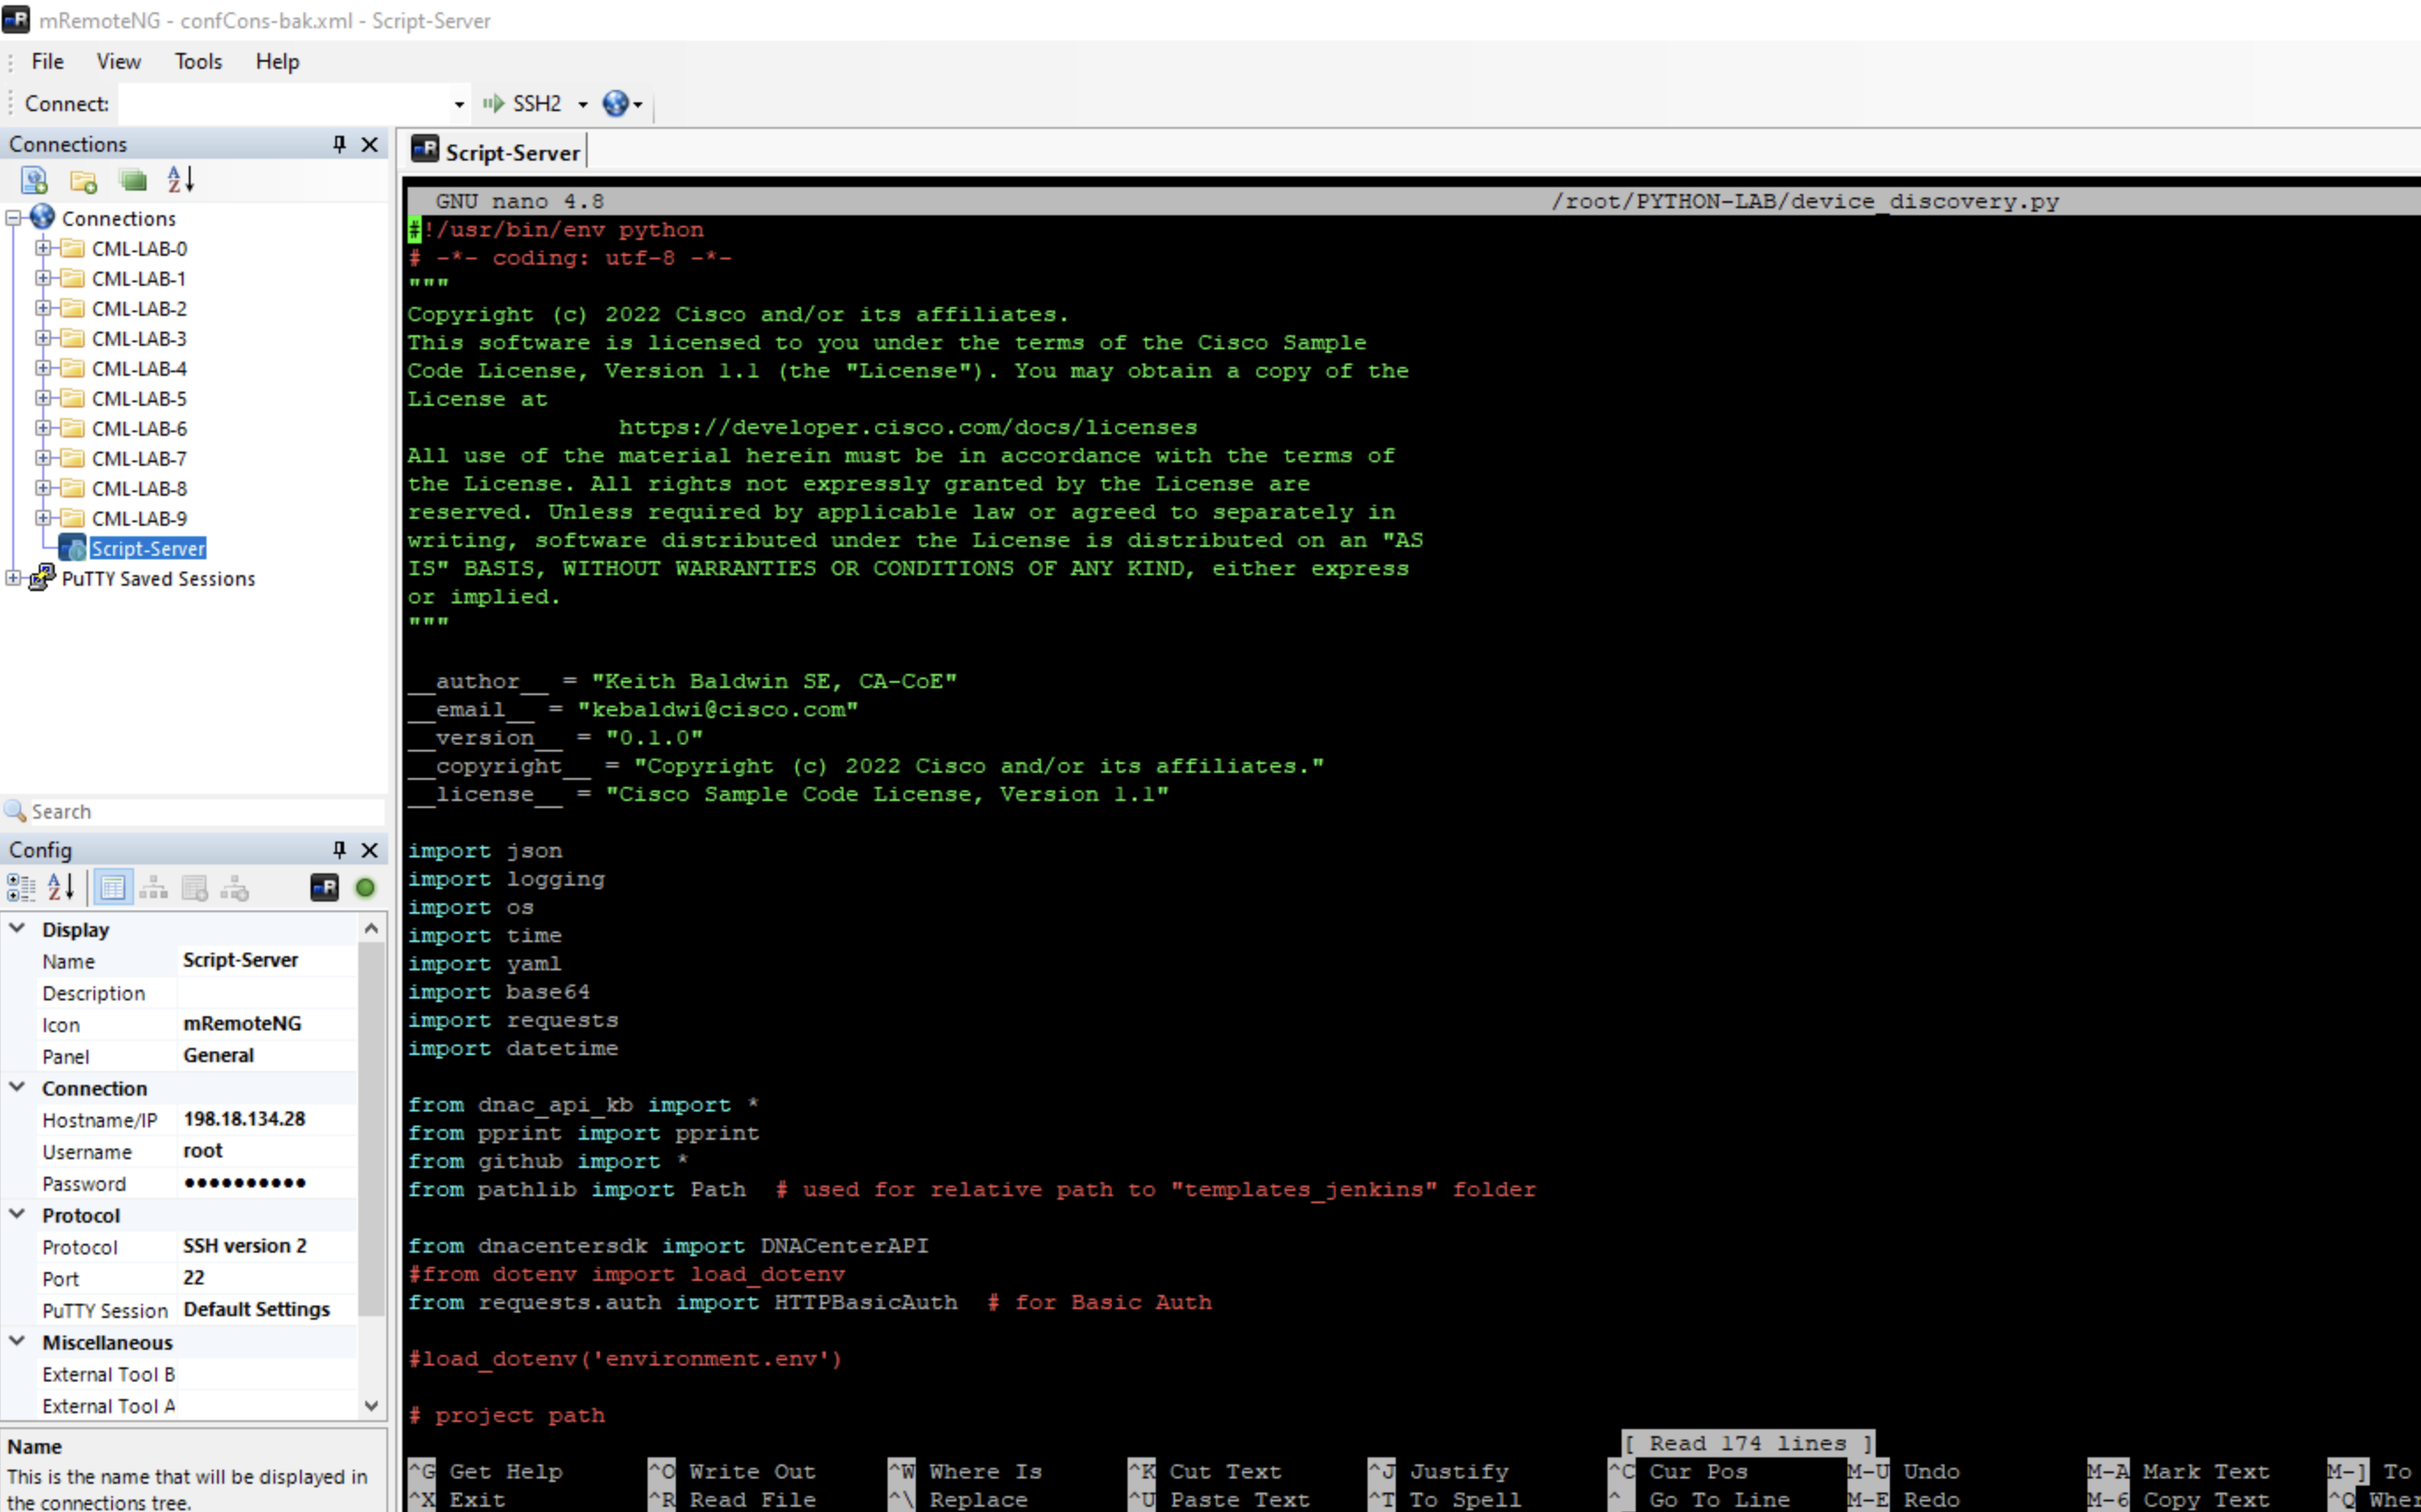 mRemoteNG - confCons-bak.xml - Script-Server
File View Tools Help
Connect: SSH2
Connections
Connections
CML-LAB-0
CML-LAB-1
CML-LAB-2
CML-LAB-3
CML-LAB-4
CML-LAB-5
CML-LAB-6
CML-LAB-7
CML-LAB-8
CML-LAB-9
Script-Server
PuTTY Saved Sessions
Search
Config
Display
Name Script-Server
Description
Icon mRemoteNG
Panel General
Connection
Hostname/IP 198.18.134.28
Username root
Password ●●●●●●●●●●
Protocol
Protocol SSH version 2
Port 22
PuTTY Session Default Settings
Miscellaneous
External Tool B
External Tool A
Name
This is the name that will be displayed in
the connections tree.
Script-Server
GNU nano 4.8 /root/PYTHON-LAB/device_discovery.py
#!/usr/bin/env python
# -*- coding: utf-8 -*-
"""
Copyright (c) 2022 Cisco and/or its affiliates.
This software is licensed to you under the terms of the Cisco Sample
Code License, Version 1.1 (the "License"). You may obtain a copy of the
License at
https://developer.cisco.com/docs/licenses
All use of the material herein must be in accordance with the terms of
the License. All rights not expressly granted by the License are
reserved. Unless required by applicable law or agreed to separately in
writing, software distributed under the License is distributed on an "AS
IS" BASIS, WITHOUT WARRANTIES OR CONDITIONS OF ANY KIND, either express
or implied.
"""
__author__ = "Keith Baldwin SE, CA-CoE"
__email__ = "kebaldwi@cisco.com"
__version__ = "0.1.0"
__copyright__ = "Copyright (c) 2022 Cisco and/or its affiliates."
__license__ = "Cisco Sample Code License, Version 1.1"
import json
import logging
import os
import time
import yaml
import base64
import requests
import datetime
from dnac_api_kb import *
from pprint import pprint
from github import *
from pathlib import Path  # used for relative path to "templates_jenkins" folder
from dnacentersdk import DNACenterAPI
#from dotenv import load_dotenv
from requests.auth import HTTPBasicAuth  # for Basic Auth
#load_dotenv('environment.env')
# project path
[ Read 174 lines ]
^G Get Help ^O Write Out ^W Where Is ^K Cut Text ^J Justify ^C Cur Pos M-U Undo M-A Mark Text M-] To
^X Exit ^R Read File ^\ Replace ^U Paste Text ^T To Spell ^_ Go To Line M-E Redo M-6 Copy Text ^Q Wher